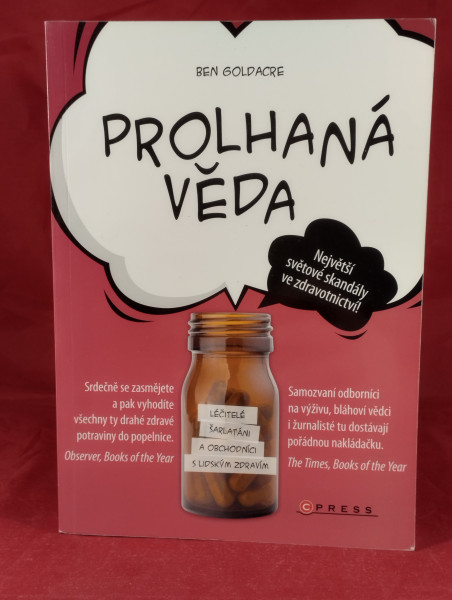 BEN GOLDACRE
PROLHANÁ
VĚDA
Největší
světové skandály
ve zdravotnictví!
Srdečně se zasmějete
a pak vyhodíte
všechny ty drahé zdravé
potraviny do popelnice.
Observer, Books of the Year
LÉČITELÉ
ŠARLATÁNI
A OBCHODNÍCI
S LIDSKÝM ZDRAVÍM
Samozvaní odborníci
na výživu, bláhoví vědci
i žurnalisté tu dostávají
pořádnou nakládačku.
The Times, Books of the Year
CPRESS